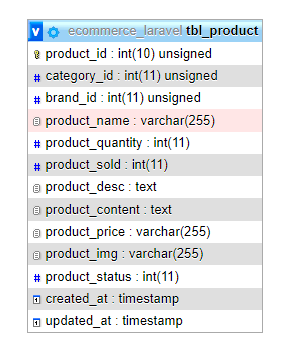 v ecommerce_laravel tbl_product
product_id : int(10) unsigned
# category_id : int(11) unsigned
# brand_id : int(11) unsigned
product_name : varchar(255)
# product_quantity : int(11)
# product_sold : int(11)
product_desc : text
product_content : text
product_price : varchar(255)
product_img : varchar(255)
# product_status : int(11)
created_at : timestamp
updated_at : timestamp